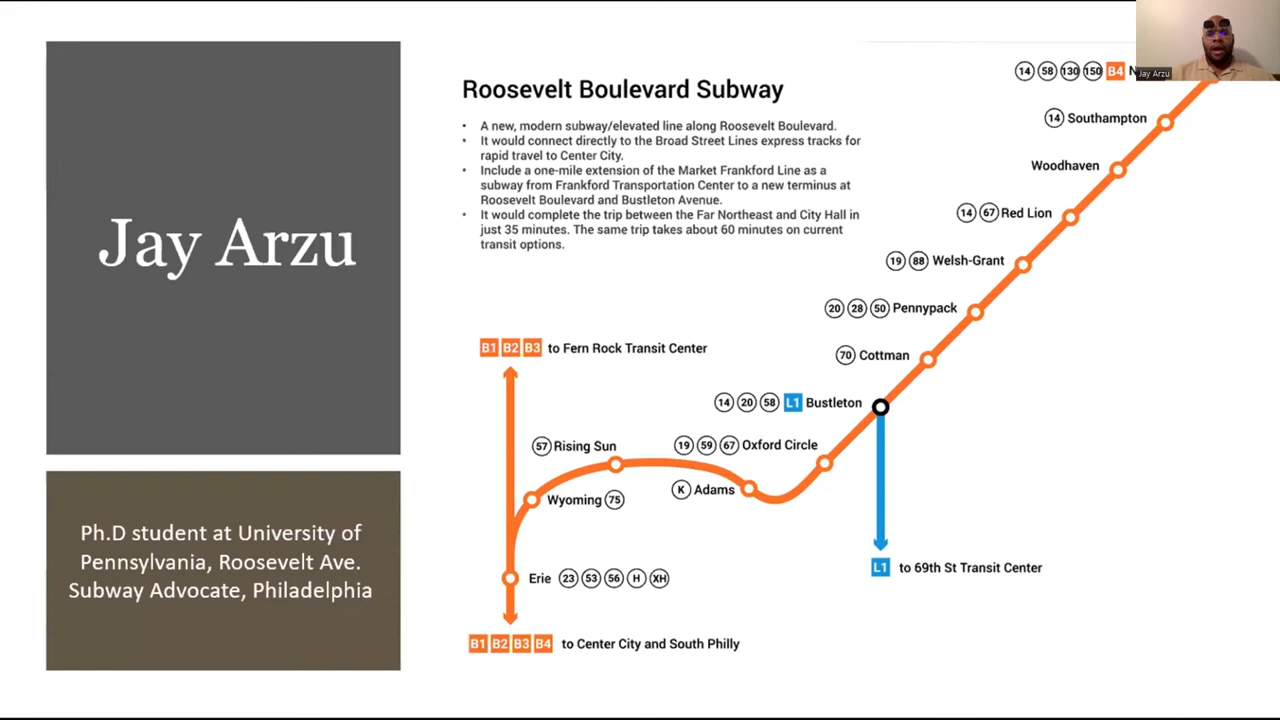 Jay Arzu
Ph.D student at University of
Pennsylvania, Roosevelt Ave.
Subway Advocate, Philadelphia
Roosevelt Boulevard Subway
• A new, modern subway/elevated line along Roosevelt Boulevard.
• It would connect directly to the Broad Street Lines express tracks for
rapid travel to Center City.
• Include a one-mile extension of the Market Frankford Line as a
subway from Frankford Transportation Center to a new terminus at
Roosevelt Boulevard and Bustleton Avenue.
• It would complete the trip between the Far Northeast and City Hall in
just 35 minutes. The same trip takes about 60 minutes on current
transit options.
14 58 130 150 B4 N
Jay Arzu
14 Southampton
Woodhaven
14 67 Red Lion
19 88 Welsh-Grant
20 28 50 Pennypack
70 Cottman
14 20 58 L1 Bustleton
B1 B2 B3 to Fern Rock Transit Center
57 Rising Sun
19 59 67 Oxford Circle
K Adams
Wyoming 75
Erie 23 53 56 H XH
L1 to 69th St Transit Center
B1 B2 B3 B4 to Center City and South Philly